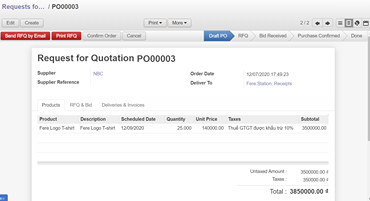 Requests fo... / PO00003
Edit Create Print More 2 / 2
Send RFQ by Email Print RFQ Confirm Order Cancel Draft PO RFQ Bid Received Purchase Confirmed Done
Request for Quotation PO00003
Supplier NBC Order Date 12/07/2020 17:49:23
Supplier Reference Deliver To Fere Station: Receipts
Products RFQ & Bid Deliveries & Invoices
Product Description Scheduled Date Quantity Unit Price Taxes Subtotal
Fere Logo T-shirt Fere Logo T-shirt 12/09/2020 25.000 140000.00 Thuế GTGT được khấu trừ 10% 3500000.00
Untaxed Amount : 3500000.00 ₫
Taxes : 350000.00 ₫
Total : 3850000.00 ₫